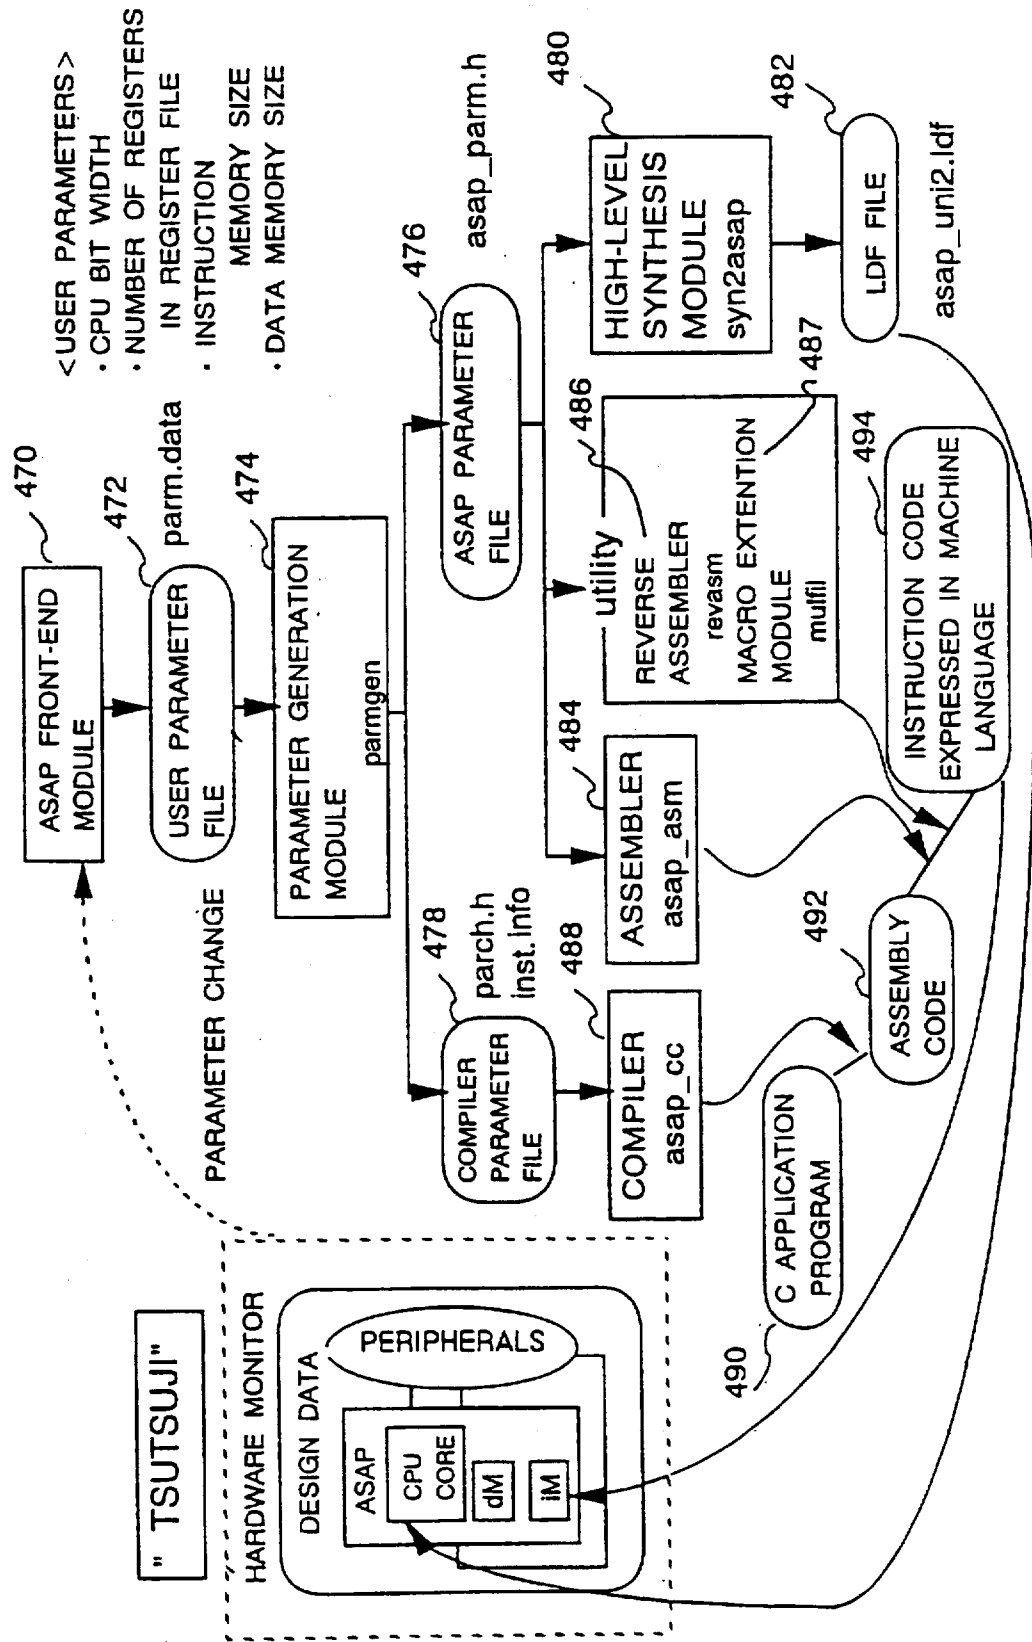 " TSUTSUJI"
HARDWARE MONITOR
DESIGN DATA
ASAP
CPU
CORE
dM
iM
PERIPHERALS
PARAMETER CHANGE
ASAP FRONT-END
MODULE
470
USER PARAMETER
FILE
472
parm.data
<USER PARAMETERS>
· CPU BIT WIDTH
· NUMBER OF REGISTERS
IN REGISTER FILE
· INSTRUCTION
MEMORY SIZE
· DATA MEMORY SIZE
PARAMETER GENERATION
MODULE
parmgen
474
COMPILER
PARAMETER
FILE
478
parch.h
inst.info
ASAP PARAMETER
FILE
476
asap_parm.h
COMPILER
asap_cc
488
ASSEMBLER
asap_asm
484
utility
486
REVERSE
ASSEMBLER
revasm
MACRO EXTENTION
MODULE
mulfil
487
HIGH-LEVEL
SYNTHESIS
MODULE
syn2asap
480
LDF FILE
482
asap_uni2.ldf
490
C APPLICATION
PROGRAM
ASSEMBLY
CODE
492
INSTRUCTION CODE
EXPRESSED IN MACHINE
LANGUAGE
494